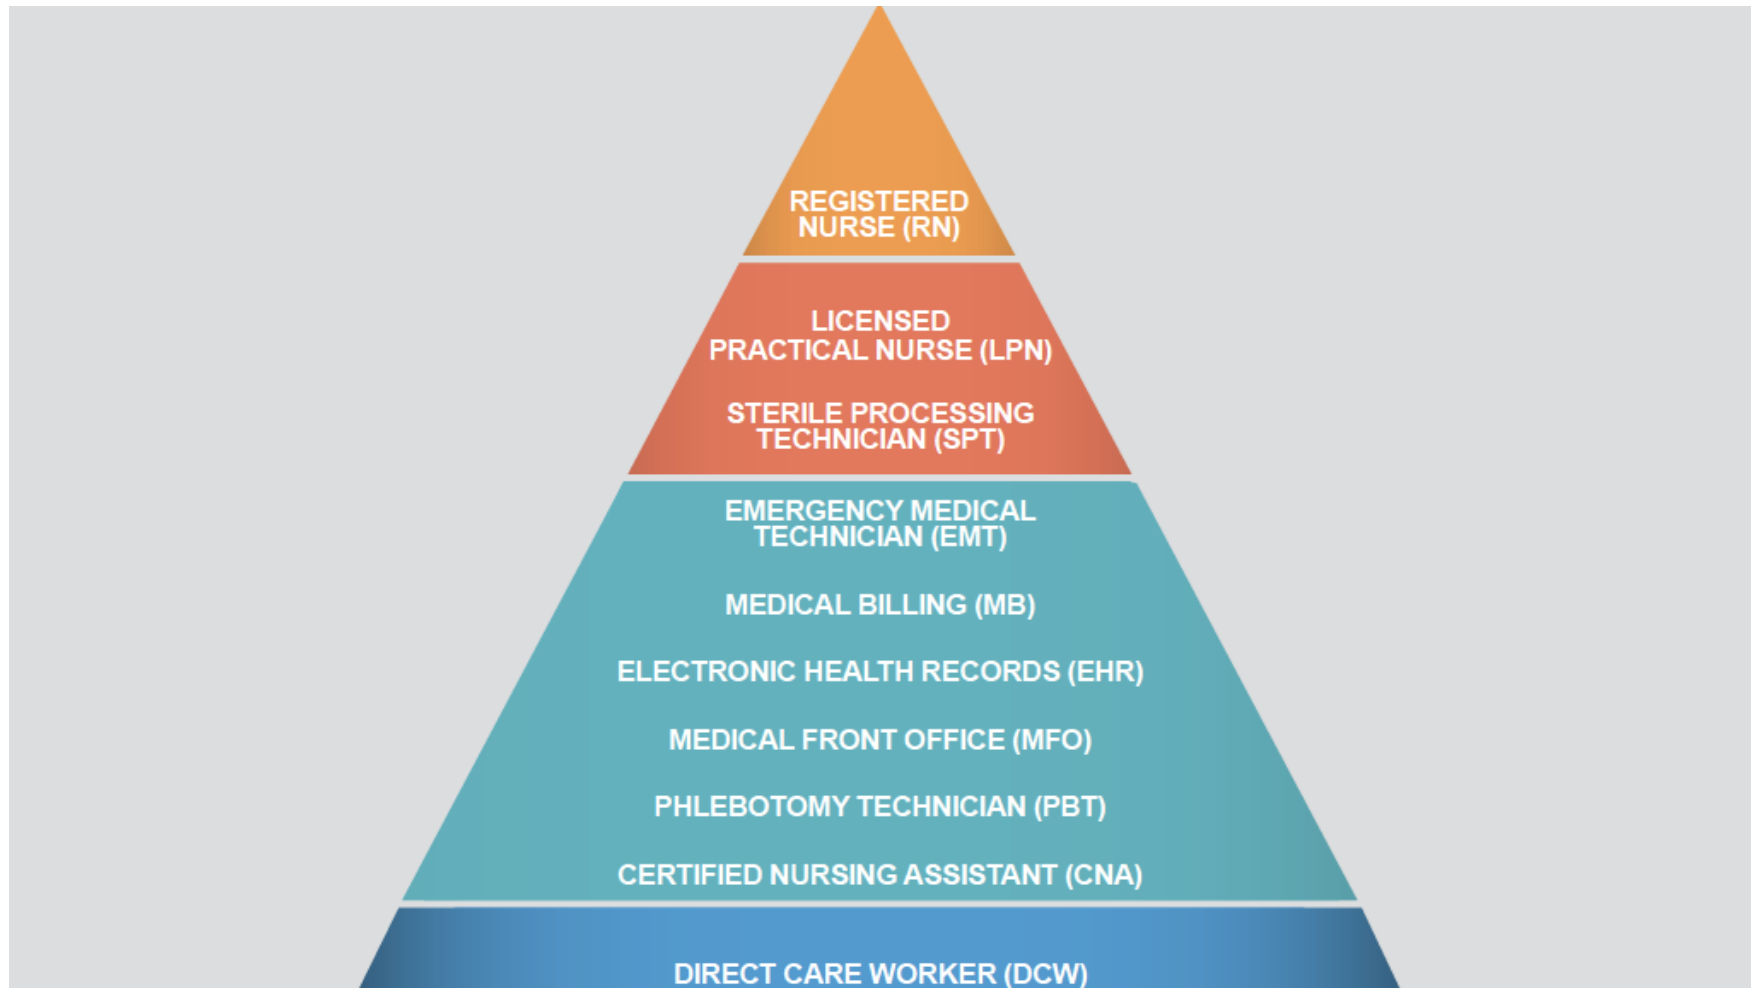 REGISTERED
NURSE (RN)
LICENSED
PRACTICAL NURSE (LPN)
STERILE PROCESSING
TECHNICIAN (SPT)
EMERGENCY MEDICAL
TECHNICIAN (EMT)
MEDICAL BILLING (MB)
ELECTRONIC HEALTH RECORDS (EHR)
MEDICAL FRONT OFFICE (MFO)
PHLEBOTOMY TECHNICIAN (PBT)
CERTIFIED NURSING ASSISTANT (CNA)
DIRECT CARE WORKER (DCW)